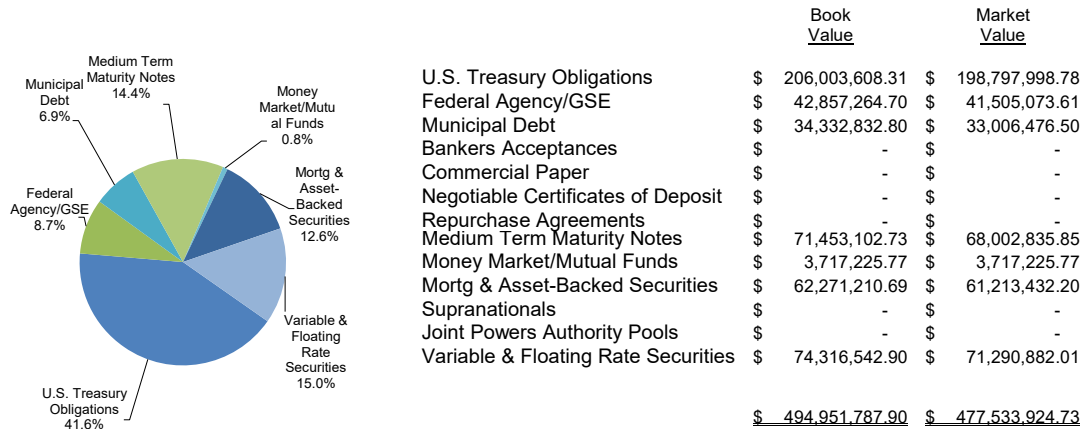 Medium Term
Maturity Notes
14.4%
Municipal
Debt
6.9%
Money
Market/Mutu
al Funds
0.8%
Mortg &
Asset-
Backed
Securities
12.6%
Federal
Agency/GSE
8.7%
Variable &
Floating
Rate
Securities
15.0%
U.S. Treasury
Obligations
41.6%
Book Market
Value Value
U.S. Treasury Obligations $ 206,003,608.31 $ 198,797,998.78
Federal Agency/GSE $ 42,857,264.70 $ 41,505,073.61
Municipal Debt $ 34,332,832.80 $ 33,006,476.50
Bankers Acceptances $ - $ -
Commercial Paper $ - $ -
Negotiable Certificates of Deposit $ - $ -
Repurchase Agreements $ - $ -
Medium Term Maturity Notes $ 71,453,102.73 $ 68,002,835.85
Money Market/Mutual Funds $ 3,717,225.77 $ 3,717,225.77
Mortg & Asset-Backed Securities $ 62,271,210.69 $ 61,213,432.20
Supranationals $ - $ -
Joint Powers Authority Pools $ - $ -
Variable & Floating Rate Securities $ 74,316,542.90 $ 71,290,882.01
$ 494,951,787.90 $ 477,533,924.73